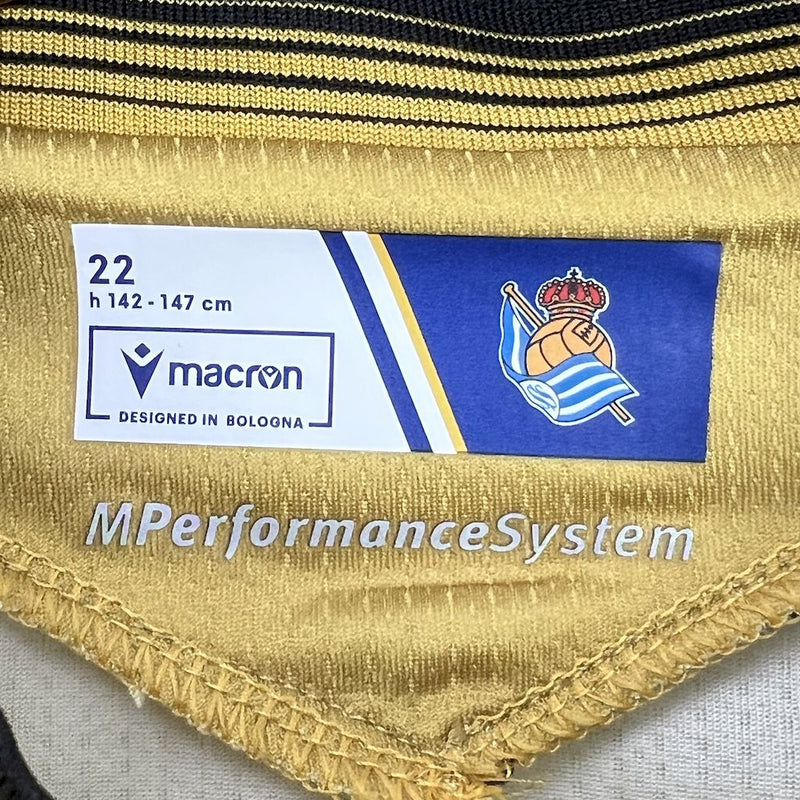 22
h 142 - 147 cm
macron
DESIGNED IN BOLOGNA
MPerformanceSystem